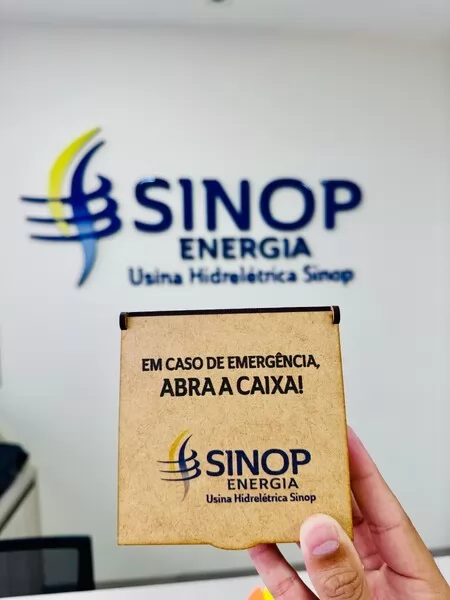 SINOP
ENERGIA
Usina Hidrelétrica Sinop
EM CASO DE EMERGÊNCIA,
ABRA A CAIXA!
SINOP
ENERGIA
Usina Hidrelétrica Sinop